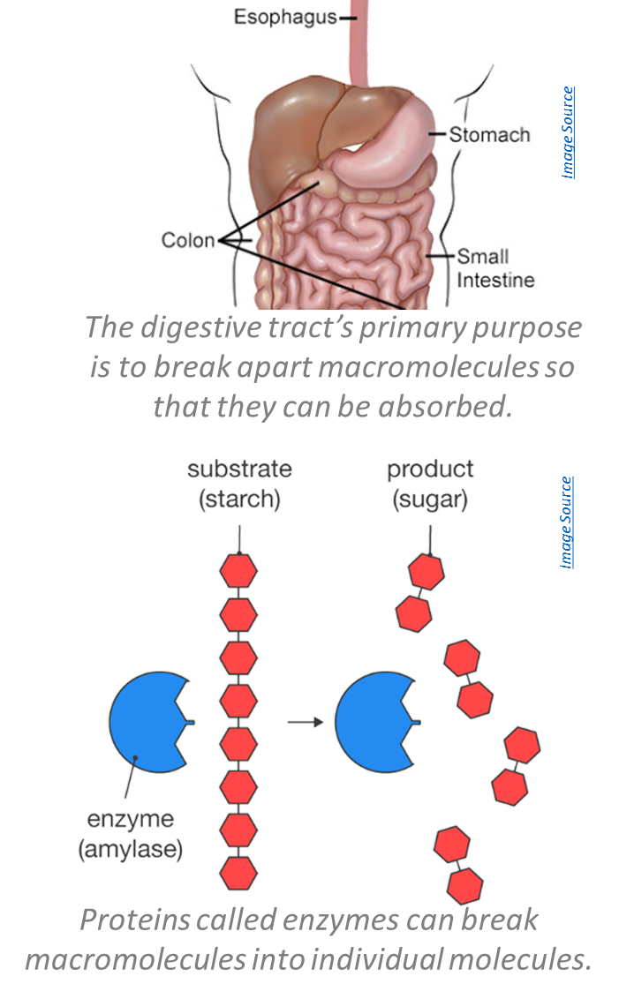 Esophagus
Image Source
Stomach
Colon
Small
Intestine
The digestive tract’s primary purpose
is to break apart macromolecules so
that they can be absorbed.
substrate
(starch)
product
(sugar)
Image Source
enzyme
(amylase)
Proteins called enzymes can break
macromolecules into individual molecules.